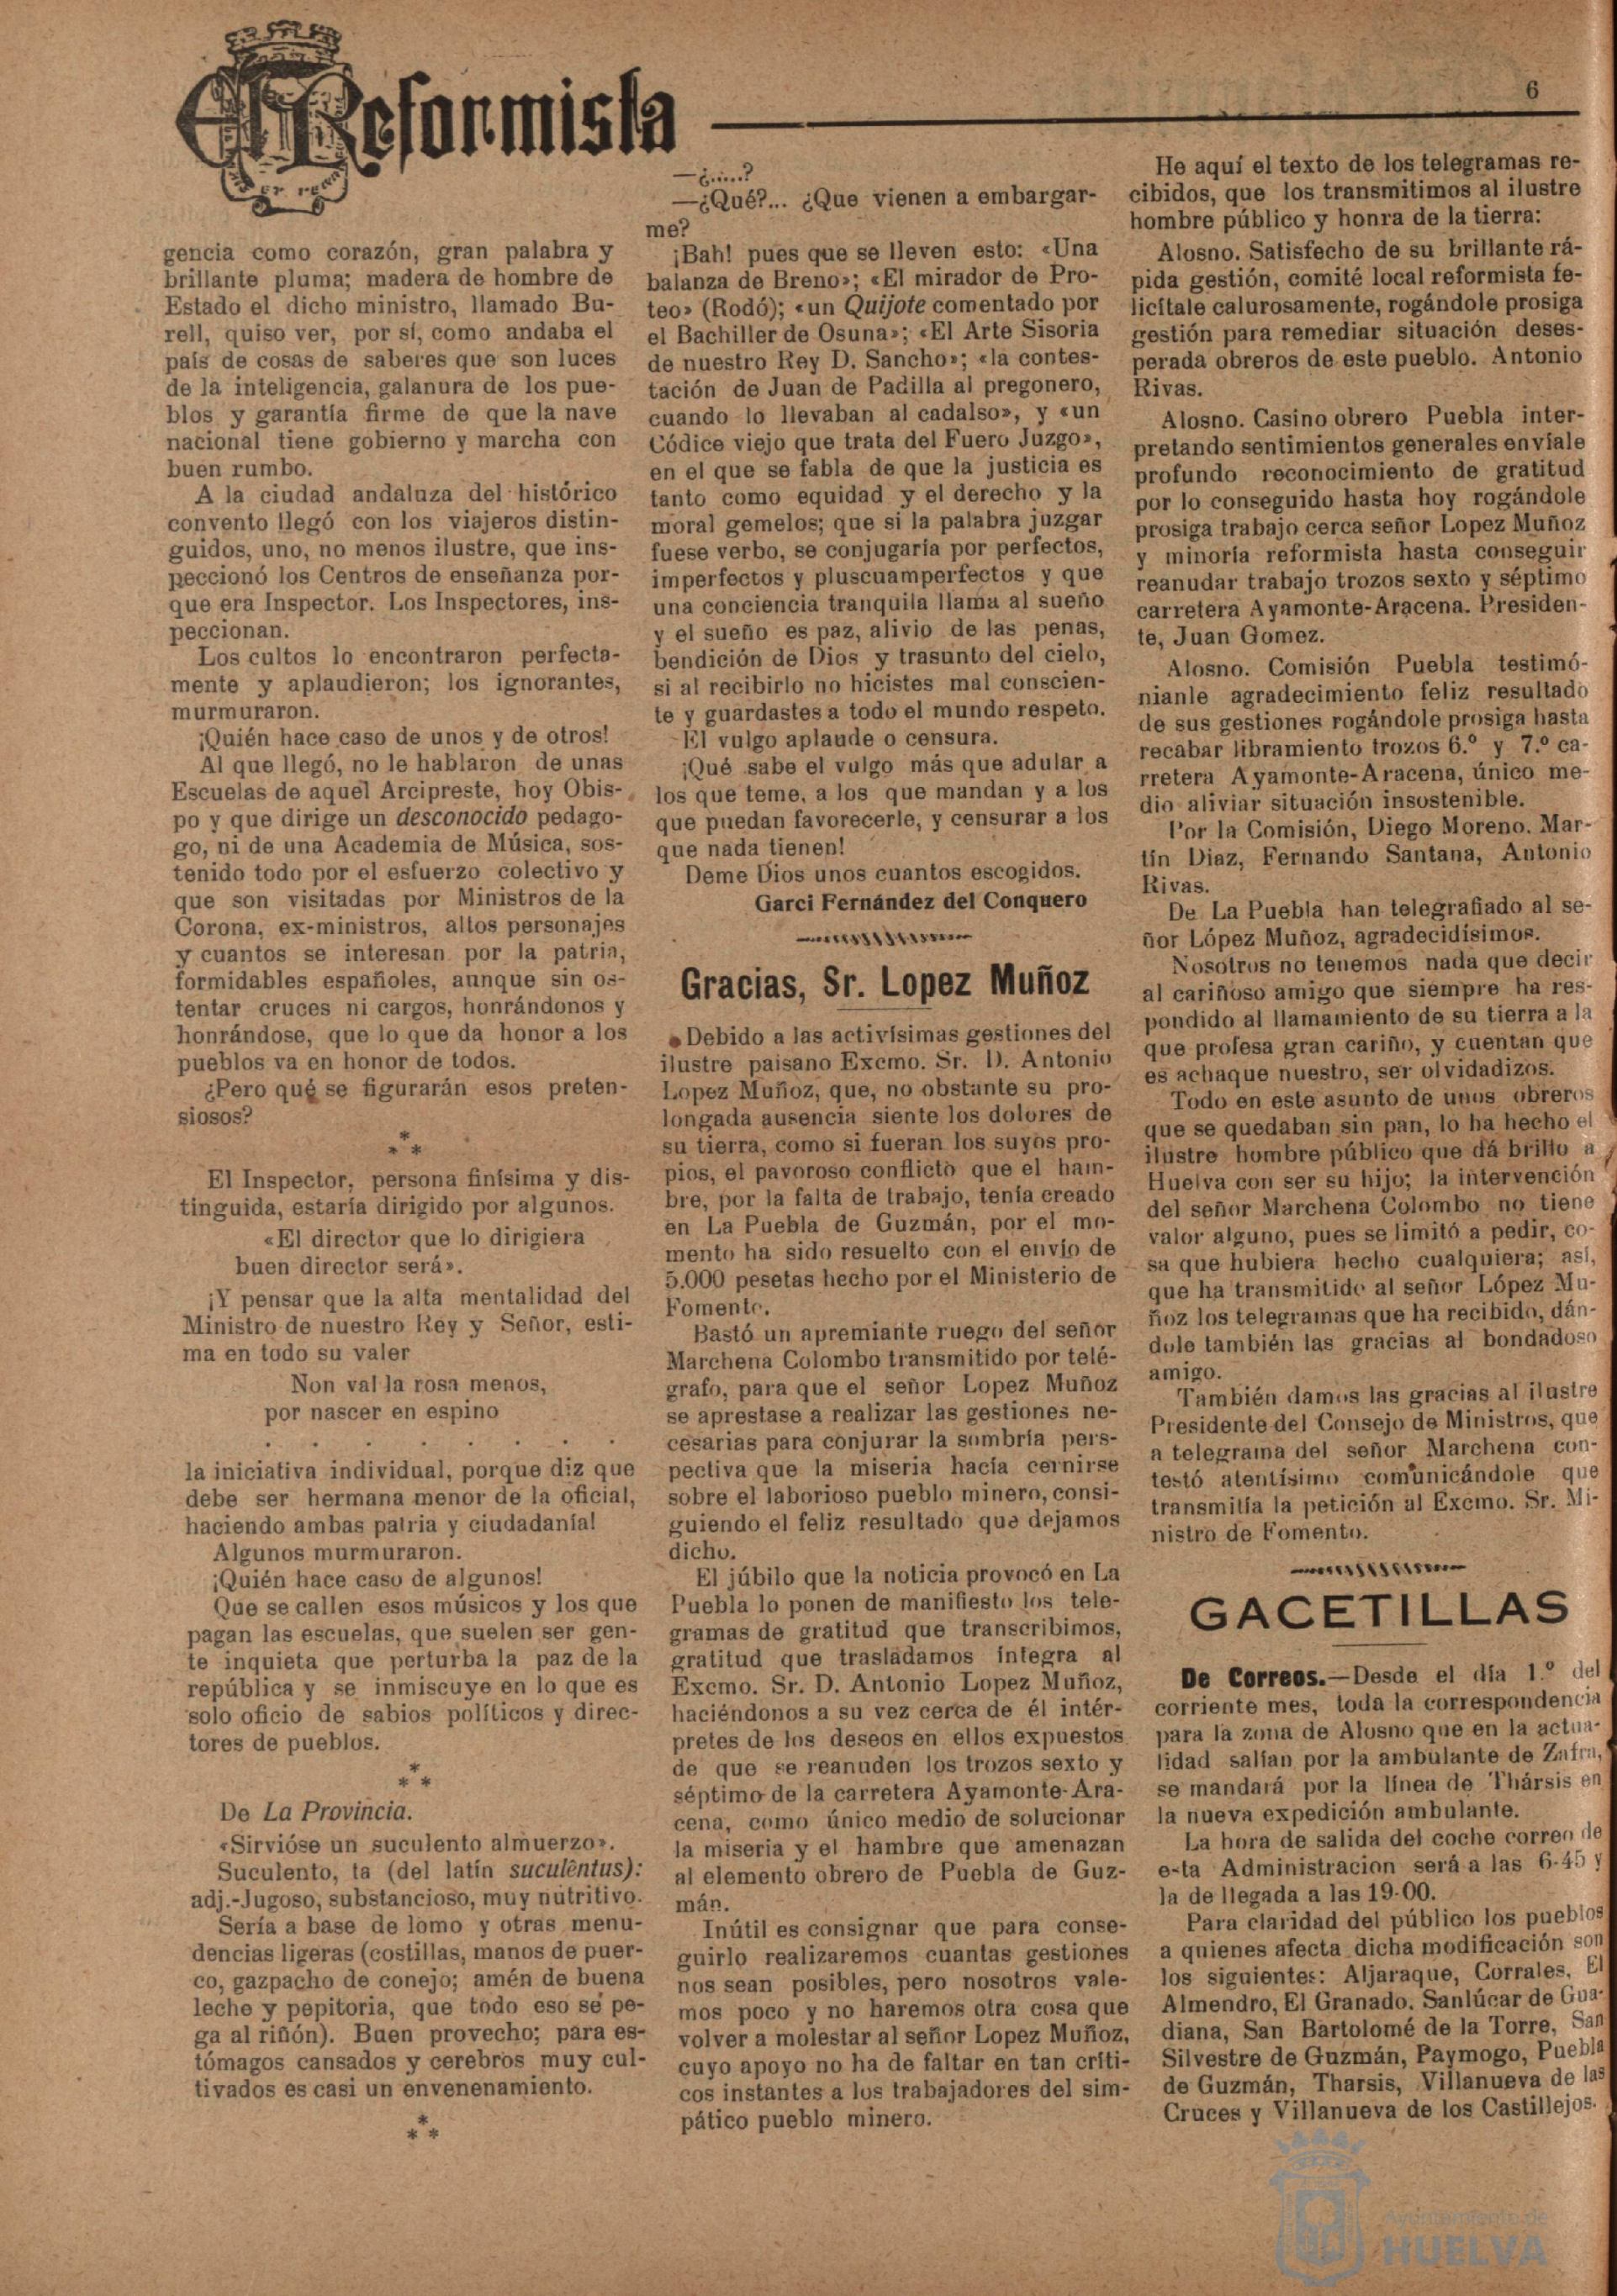 El Reformista
6
gencia como corazón, gran palabra y
brillante pluma; madera de hombre de
Estado el dicho ministro, llamado Bu-
rell, quiso ver, por sí, como andaba el
país de cosas de saberes que son luces
de la inteligencia, galanura de los pue-
blos y garantía firme de que la nave
nacional tiene gobierno y marcha con
buen rumbo.
A la ciudad andaluza del histórico
convento llegó con los viajeros distin-
guidos, uno, no menos ilustre, que ins-
peccionó los Centros de enseñanza por-
que era Inspector. Los Inspectores, ins-
peccionan.
Los cultos lo encontraron perfecta-
mente y aplaudieron; los ignorantes,
murmuraron.
¡Quién hace caso de unos y de otros!
Al que llegó, no le hablaron de unas
Escuelas de aquel Arcipreste, hoy Obis-
po y que dirige un desconocido pedago-
go, ni de una Academia de Música, sos-
tenido todo por el esfuerzo colectivo y
que son visitadas por Ministros de la
Corona, ex-ministros, altos personajes
y cuantos se interesan por la patria,
formidables españoles, aunque sin os-
tentar cruces ni cargos, honrándonos y
honrándose, que lo que da honor a los
pueblos va en honor de todos.
¿Pero qué se figurarán esos preten-
siosos?
* * *
El Inspector, persona finísima y dis-
tinguida, estaría dirigido por algunos.
«El director que lo dirigiera
buen director será».
¡Y pensar que la alta mentalidad del
Ministro de nuestro Rey y Señor, esti-
ma en todo su valer
Non val la rosa menos,
por nascer en espino
. . . . . . .
la iniciativa individual, porque diz que
debe ser hermana menor de la oficial,
haciendo ambas patria y ciudadanía!
Algunos murmuraron.
¡Quién hace caso de algunos!
Que se callen esos músicos y los que
pagan las escuelas, que suelen ser gen-
te inquieta que perturba la paz de la
república y se inmiscuye en lo que es
solo oficio de sabios políticos y direc-
tores de pueblos.
* * *
De La Provincia.
«Sirvióse un suculento almuerzo».
Suculento, ta (del latín suculéntus):
adj.-Jugoso, substancioso, muy nutritivo.
Sería a base de lomo y otras menu-
dencias ligeras (costillas, manos de puer-
co, gazpacho de conejo; amén de buena
leche y pepitoria, que todo eso se pe-
ga al riñón). Buen provecho; para es-
tómagos cansados y cerebros muy cul-
tivados es casi un envenenamiento.
* * *
—¿.....?
—¿Qué?... ¿Que vienen a embargar-
me?
¡Bah! pues que se lleven esto: «Una
balanza de Breno»; «El mirador de Pro-
teo» (Rodó); «un Quijote comentado por
el Bachiller de Osuna»; «El Arte Sisoria
de nuestro Rey D. Sancho»; «la contes-
tación de Juan de Padilla al pregonero,
cuando lo llevaban al cadalso», y «un
Códice viejo que trata del Fuero Juzgo»,
en el que se fabla de que la justicia es
tanto como equidad y el derecho y la
moral gemelos; que si la palabra juzgar
fuese verbo, se conjugaría por perfectos,
imperfectos y pluscuamperfectos y que
una conciencia tranquila llama al sueño
y el sueño es paz, alivio de las penas,
bendición de Dios y trasunto del cielo,
si al recibirlo no hicistes mal conscien-
te y guardastes a todo el mundo respeto.
El vulgo aplaude o censura.
¡Qué sabe el vulgo más que adular a
los que teme, a los que mandan y a los
que puedan favorecerle, y censurar a los
que nada tienen!
Deme Dios unos cuantos escogidos.
Garci Fernández del Conquero
Gracias, Sr. Lopez Muñoz
Debido a las activísimas gestiones del
ilustre paisano Excmo. Sr. D. Antonio
Lopez Muñoz, que, no obstante su pro-
longada ausencia siente los dolores de
su tierra, como si fueran los suyos pro-
pios, el pavoroso conflicto que el ham-
bre, por la falta de trabajo, tenía creado
en La Puebla de Guzmán, por el mo-
mento ha sido resuelto con el envío de
5.000 pesetas hecho por el Ministerio de
Fomento.
Bastó un apremiante ruego del señor
Marchena Colombo transmitido por telé-
grafo, para que el señor Lopez Muñoz
se aprestase a realizar las gestiones ne-
cesarias para conjurar la sombría pers-
pectiva que la miseria hacía cernirse
sobre el laborioso pueblo minero, consi-
guiendo el feliz resultado que dejamos
dicho.
El júbilo que la noticia provocó en La
Puebla lo ponen de manifiesto los tele-
gramas de gratitud que transcribimos,
gratitud que trasladamos íntegra al
Excmo. Sr. D. Antonio Lopez Muñoz,
haciéndonos a su vez cerca de él intér-
pretes de los deseos en ellos expuestos
de que se reanuden los trozos sexto y
séptimo de la carretera Ayamonte-Ara-
cena, como único medio de solucionar
la miseria y el hambre que amenazan
al elemento obrero de Puebla de Guz-
mán.
Inútil es consignar que para conse-
guirlo realizaremos cuantas gestiones
nos sean posibles, pero nosotros vale-
mos poco y no haremos otra cosa que
volver a molestar al señor Lopez Muñoz,
cuyo apoyo no ha de faltar en tan críti-
cos instantes a los trabajadores del sim-
pático pueblo minero.
He aquí el texto de los telegramas re-
cibidos, que los transmitimos al ilustre
hombre público y honra de la tierra:
Alosno. Satisfecho de su brillante rá-
pida gestión, comité local reformista fe-
licítale calurosamente, rogándole prosiga
gestión para remediar situación deses-
perada obreros de este pueblo. Antonio
Rivas.
Alosno. Casino obrero Puebla inter-
pretando sentimientos generales envíale
profundo reconocimiento de gratitud
por lo conseguido hasta hoy rogándole
prosiga trabajo cerca señor Lopez Muñoz
y minoría reformista hasta conseguir
reanudar trabajo trozos sexto y séptimo
carretera Ayamonte-Aracena. Presiden-
te, Juan Gomez.
Alosno. Comisión Puebla testimó-
nianle agradecimiento feliz resultado
de sus gestiones rogándole prosiga hasta
recabar libramiento trozos 6.º y 7.º ca-
rretera Ayamonte-Aracena, único me-
dio aliviar situación insostenible.
Por la Comisión, Diego Moreno. Mar-
tín Diaz, Fernando Santana, Antonio
Rivas.
De La Puebla han telegrafiado al se-
ñor López Muñoz, agradecidísimos.
Nosotros no tenemos nada que decir
al cariñoso amigo que siempre ha res-
pondido al llamamiento de su tierra a la
que profesa gran cariño, y cuentan que
es achaque nuestro, ser olvidadizos.
Todo en este asunto de unos obreros
que se quedaban sin pan, lo ha hecho el
ilustre hombre público que dá brillo a
Huelva con ser su hijo; la intervención
del señor Marchena Colombo no tiene
valor alguno, pues se limitó a pedir, co-
sa que hubiera hecho cualquiera; así,
que ha transmitido al señor López Mu-
ñoz los telegramas que ha recibido, dán-
dole también las gracias al bondadoso
amigo.
También damos las gracias al ilustre
Presidente del Consejo de Ministros, que
a telegrama del señor Marchena con-
testó atentísimo comunicándole que
transmitía la petición al Excmo. Sr. Mi-
nistro de Fomento.
GACETILLAS
De Correos.—Desde el día 1.º del
corriente mes, toda la correspondencia
para la zona de Alosno que en la actua-
lidad salían por la ambulante de Zafra,
se mandará por la línea de Thársis en
la nueva expedición ambulante.
La hora de salida del coche correo de
esta Administracion será a las 6-45 y
la de llegada a las 19-00.
Para claridad del público los pueblos
a quienes afecta dicha modificación son
los siguientes: Aljaraque, Corrales, El
Almendro, El Granado, Sanlúcar de Gua-
diana, San Bartolomé de la Torre, San
Silvestre de Guzmán, Paymogo, Puebla
de Guzmán, Tharsis, Villanueva de las
Cruces y Villanueva de los Castillejos.
Ayuntamiento de
HUELVA